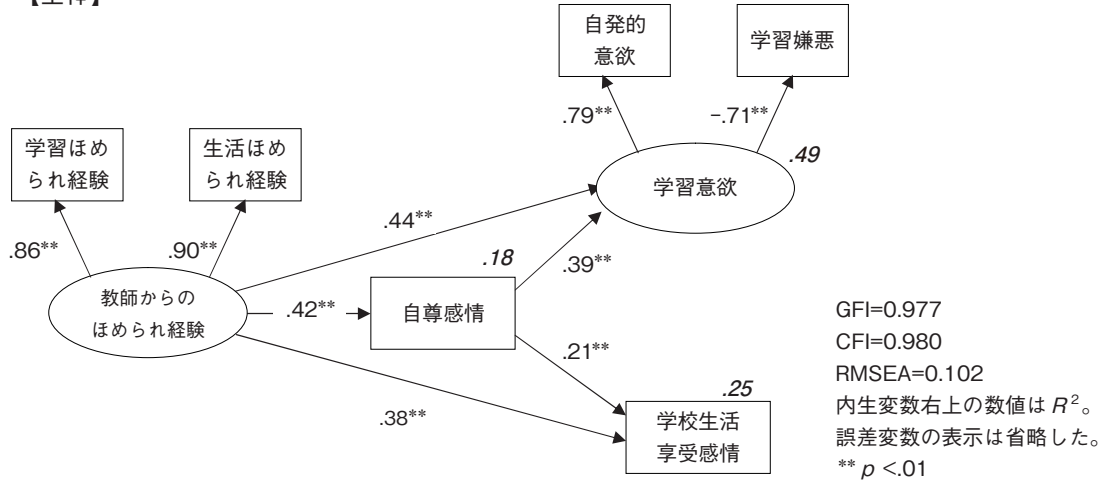 自発的
意欲
学習嫌悪
.79**
-.71**
学習ほめ
られ経験
生活ほめ
られ経験
.49
学習意欲
.86**
.90**
.44**
.18
.39**
教師からの
ほめられ経験
.42**
自尊感情
.21**
.38**
.25
学校生活
享受感情
GFI=0.977
CFI=0.980
RMSEA=0.102
内生変数右上の数値は R²。
誤差変数の表示は省略した。
** p <.01